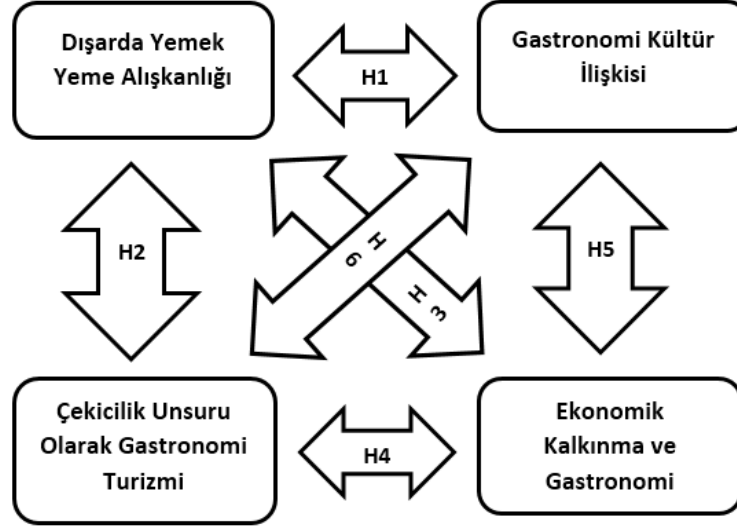 Dışarda Yemek
Yeme Alışkanlığı
H1
Gastronomi Kültür
İlişkisi
H2
H6
H3
H5
Çekicilik Unsuru
Olarak Gastronomi
Turizmi
H4
Ekonomik
Kalkınma ve
Gastronomi